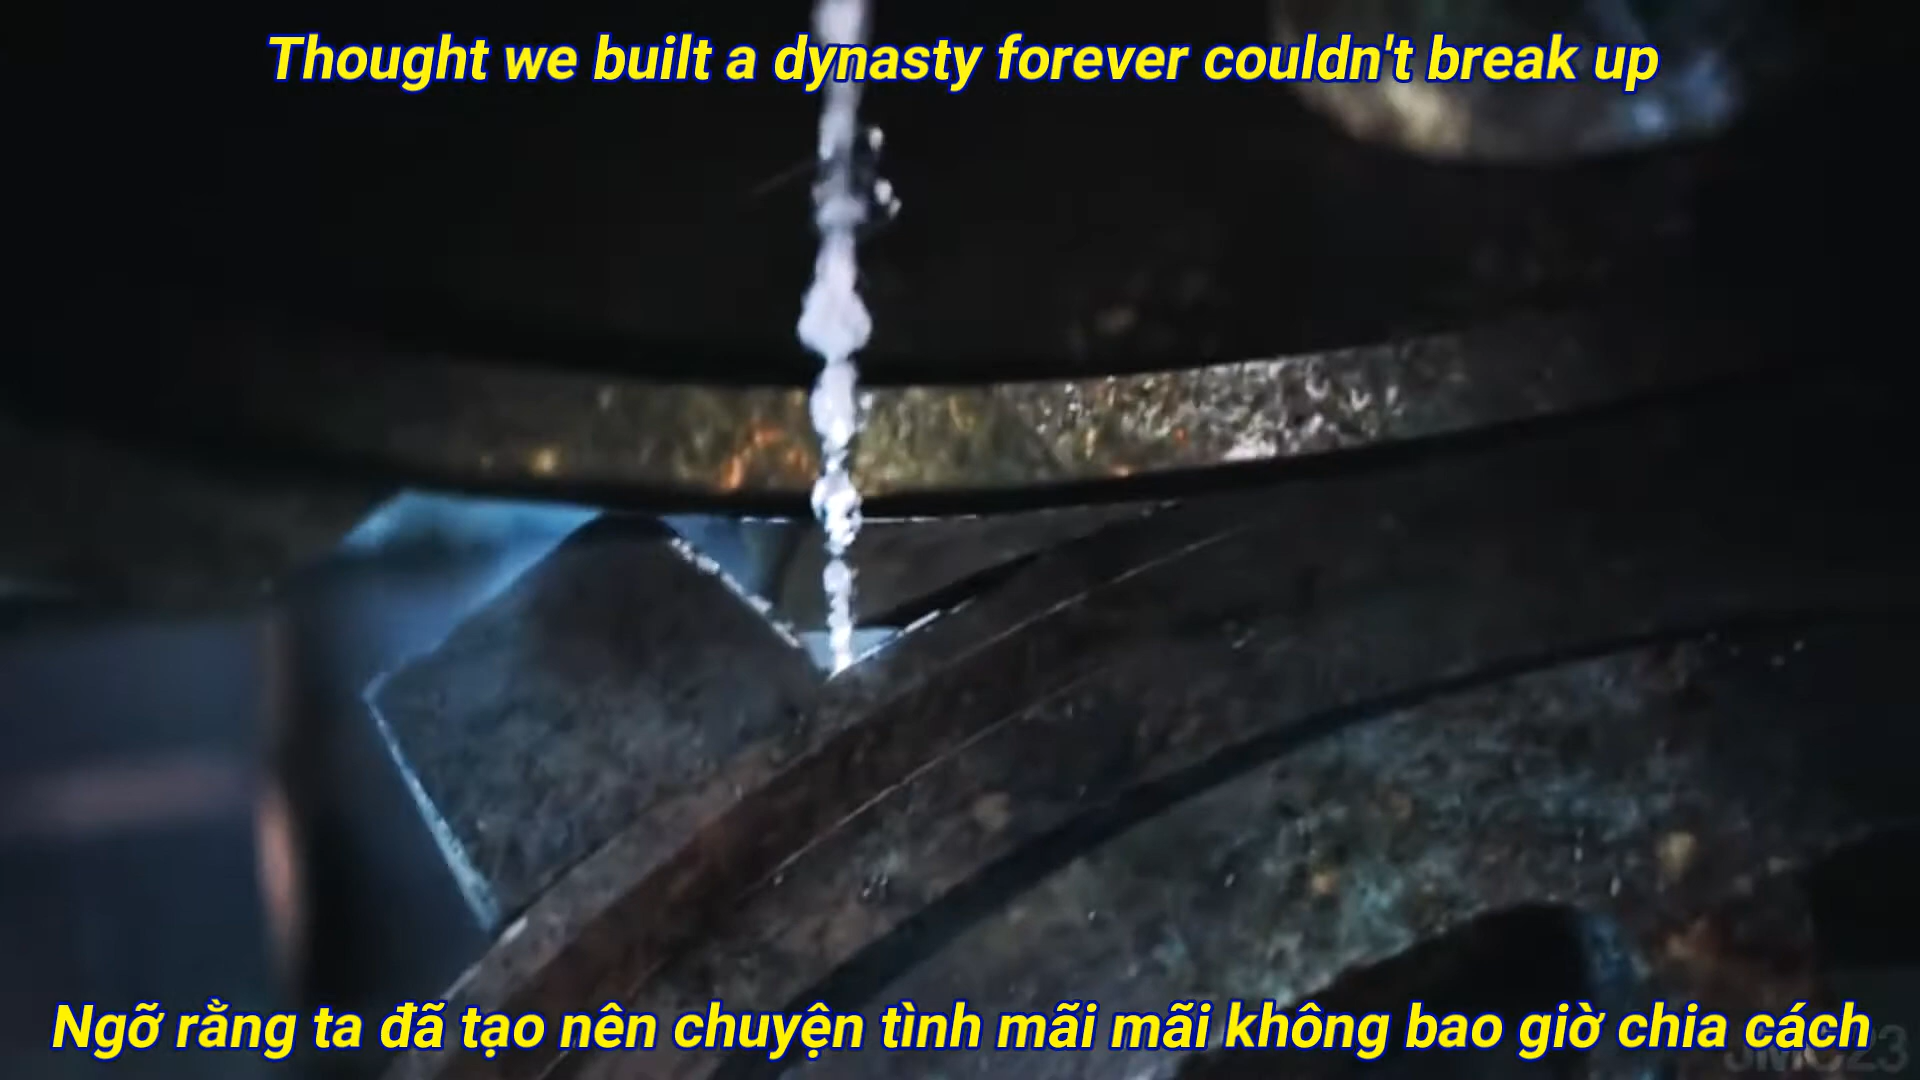 Thought we built a dynasty forever couldn't break up
Ngỡ rằng ta đã tạo nên chuyện tình mãi mãi không bao giờ chia cách